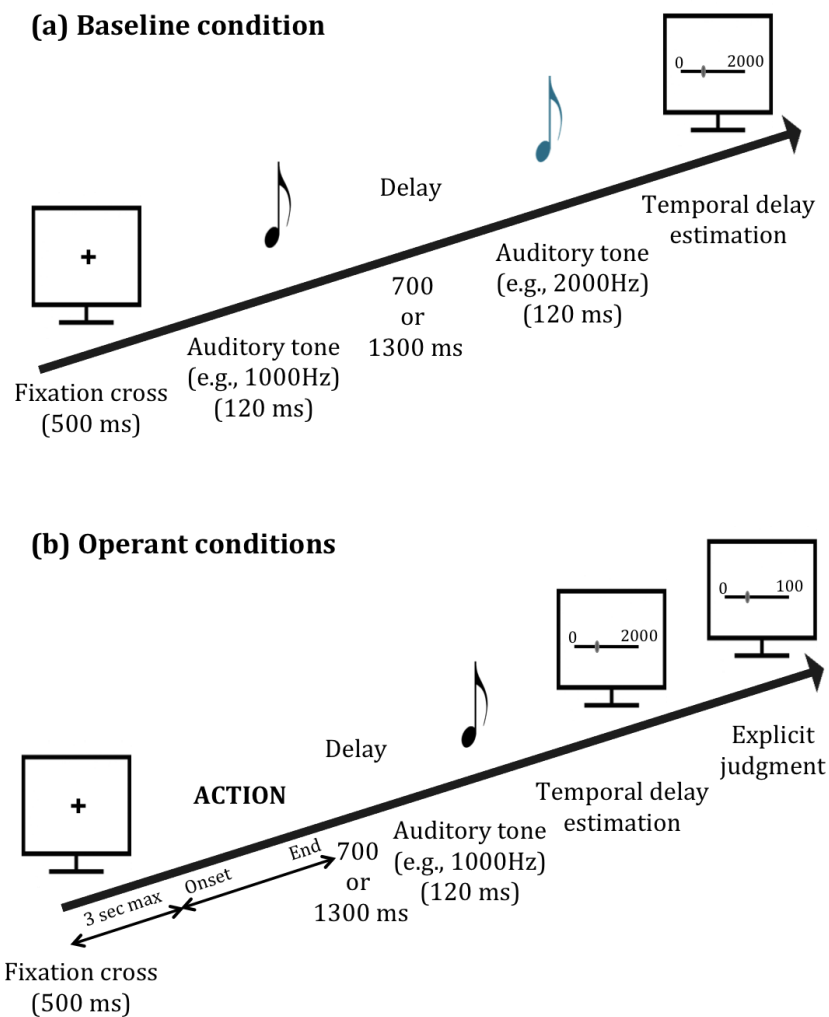 (a) Baseline condition
0 2000
+
Delay
Temporal delay
estimation
Auditory tone
(e.g., 2000Hz)
(120 ms)
700
or
1300 ms
Auditory tone
(e.g., 1000Hz)
(120 ms)
Fixation cross
(500 ms)
(b) Operant conditions
0 100
0 2000
+
Delay
ACTION
Explicit
judgment
Temporal delay
estimation
Auditory tone
(e.g., 1000Hz)
(120 ms)
700
or
1300 ms
End
Onset
3 sec max
Fixation cross
(500 ms)